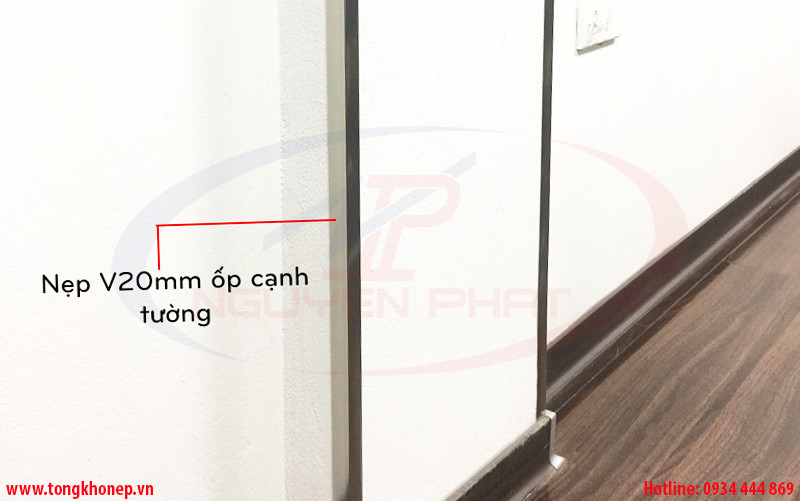 Nẹp V20mm ốp cạnh
tường
NGUYEN PHAT
www.tongkhonep.vn
Hotline: 0934 444 869